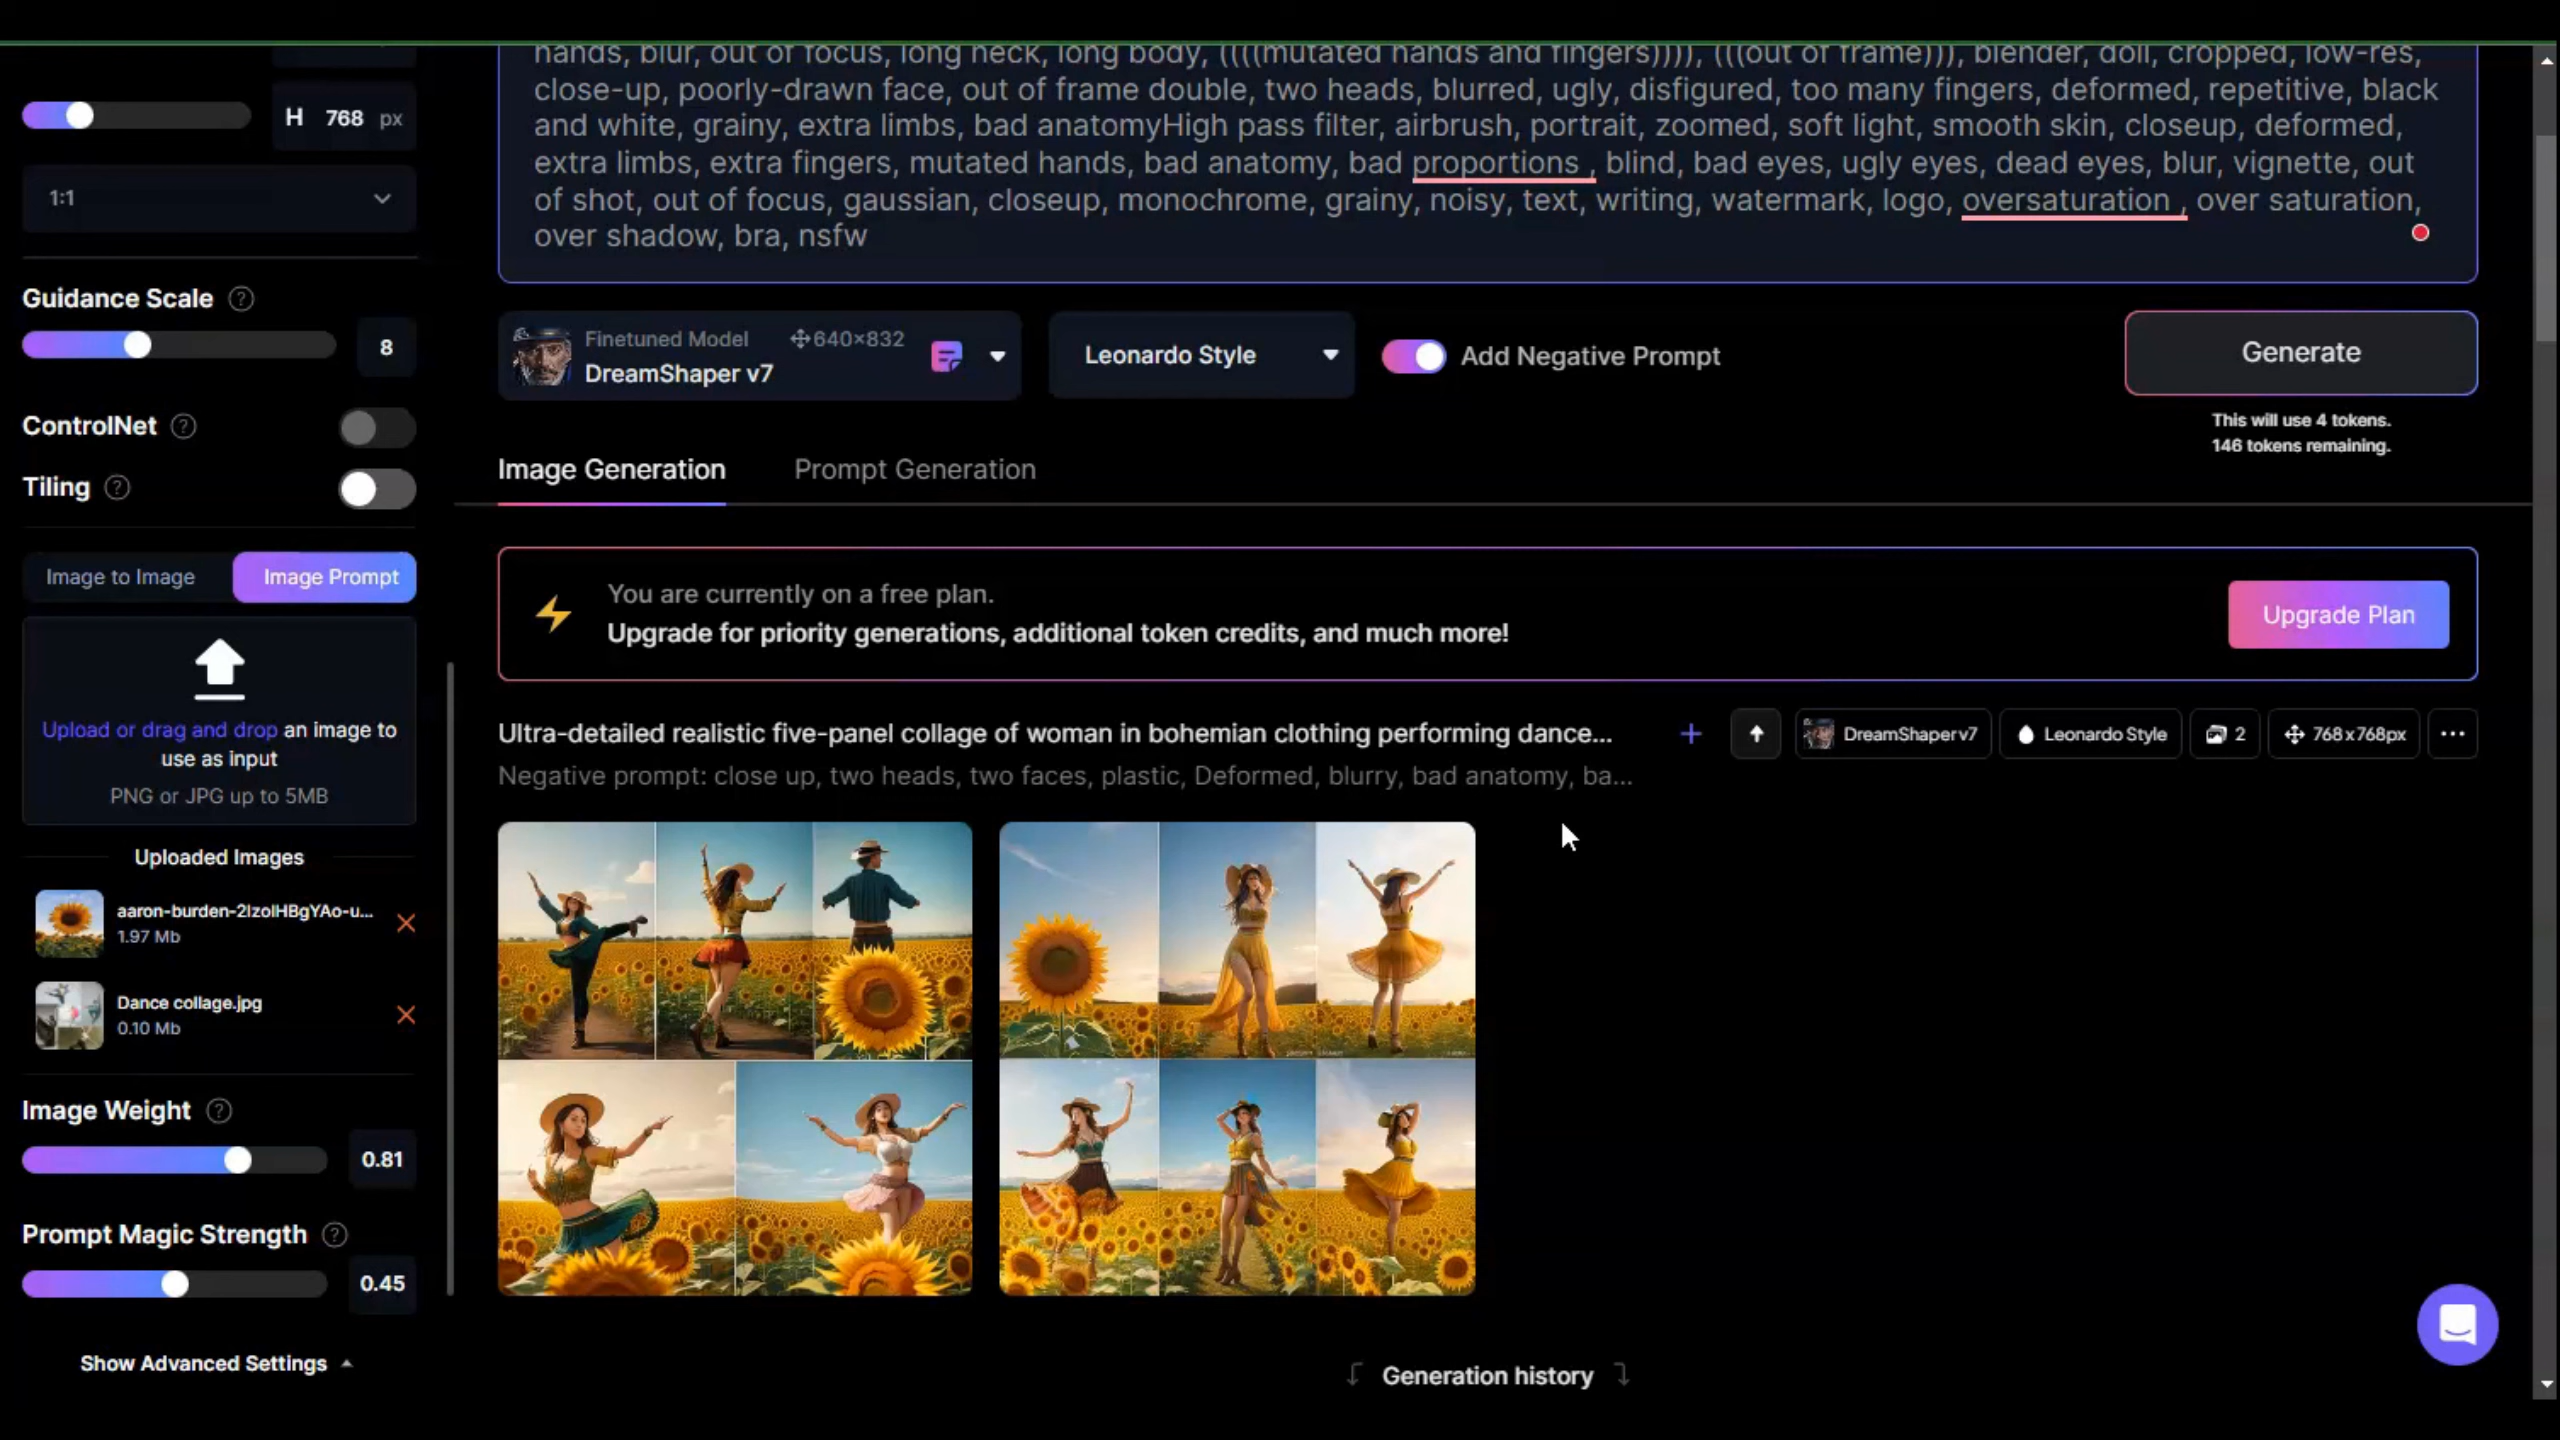 hands, blur, out of focus, long neck, long body, ((((mutated hands and fingers)))), (((out of frame))), blender, doll, cropped, low-res,
close-up, poorly-drawn face, out of frame double, two heads, blurred, ugly, disfigured, too many fingers, deformed, repetitive, black
and white, grainy, extra limbs, bad anatomyHigh pass filter, airbrush, portrait, zoomed, soft light, smooth skin, closeup, deformed,
extra limbs, extra fingers, mutated hands, bad anatomy, bad proportions , blind, bad eyes, ugly eyes, dead eyes, blur, vignette, out
of shot, out of focus, gaussian, closeup, monochrome, grainy, noisy, text, writing, watermark, logo, oversaturation , over saturation,
over shadow, bra, nsfw
H 768 px
1:1
Guidance Scale ?
8
ControlNet ?
Tiling ?
Image to Image
Image Prompt
Upload or drag and drop an image to
use as input
PNG or JPG up to 5MB
Uploaded Images
aaron-burden-2IzoIHBgYAo-u...
1.97 Mb
Dance collage.jpg
0.10 Mb
Image Weight ?
0.81
Prompt Magic Strength ?
0.45
Show Advanced Settings
Finetuned Model 640×832
DreamShaper v7
Leonardo Style
Add Negative Prompt
Generate
This will use 4 tokens.
146 tokens remaining.
Image Generation
Prompt Generation
You are currently on a free plan.
Upgrade for priority generations, additional token credits, and much more!
Upgrade Plan
Ultra-detailed realistic five-panel collage of woman in bohemian clothing performing dance...
DreamShaper v7
Leonardo Style
2
768 x 768px
Negative prompt: close up, two heads, two faces, plastic, Deformed, blurry, bad anatomy, ba...
Generation history